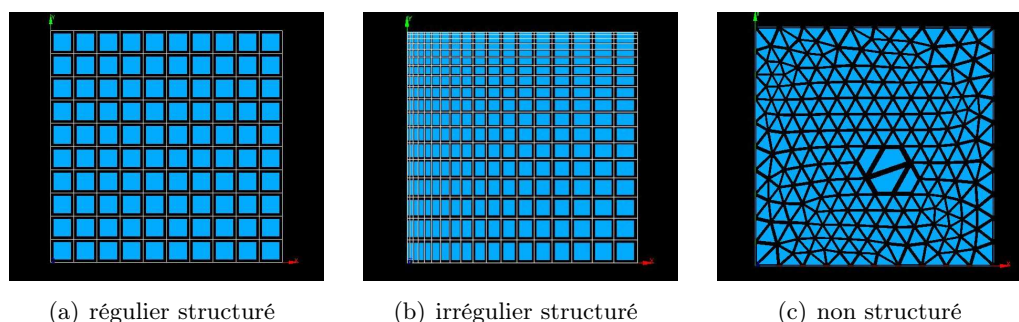 (a) régulier structuré
(b) irrégulier structuré
(c) non structuré